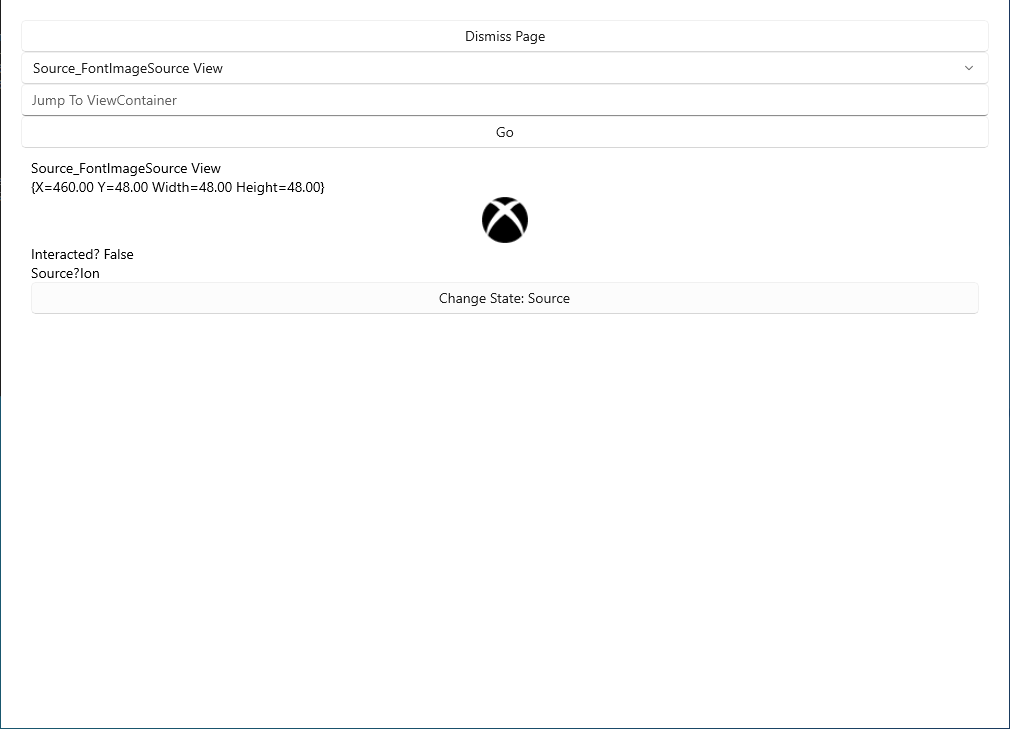 Dismiss Page
Source_FontImageSource View
Jump To ViewContainer
Go
Source_FontImageSource View
{X=460.00 Y=48.00 Width=48.00 Height=48.00}
Interacted? False
Source?Ion
Change State: Source